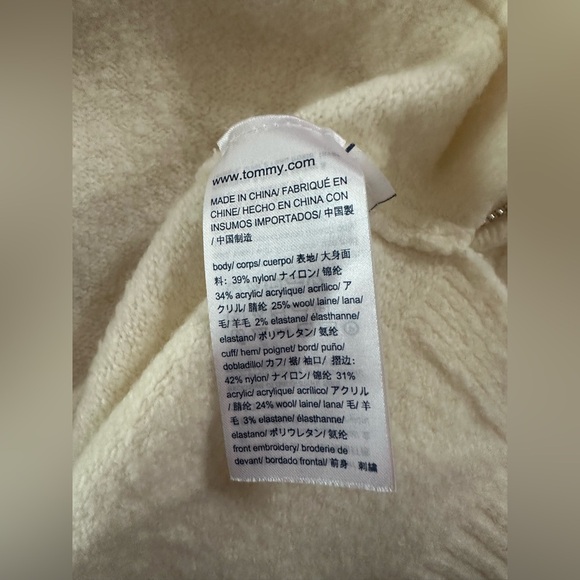 www.tommy.com
MADE IN CHINA/ FABRIQUÉ EN
CHINE/ HECHO EN CHINA CON
INSUMOS IMPORTADOS/ 中国製
/ 中国制造
body/ corps/ cuerpo/ 表地/ 大身面
料: 39% nylon/ ナイロン/ 锦纶
34% acrylic/ acrylique/ acrílico/ ア
クリル/ 腈纶 25% wool/ laine/ lana/
毛/ 羊毛 2% elastane/ élasthanne/
elastano/ ポリウレタン/ 氨纶
cuff/ hem/ poignet/ bord/ puño/
dobladillo/ カフ/ 裾/ 袖口/ 摆边:
42% nylon/ ナイロン/ 锦纶 31%
acrylic/ acrylique/ acrílico/ アクリル
/ 腈纶 24% wool/ laine/ lana/ 毛/ 羊
毛 3% elastane/ élasthanne/
elastano/ ポリウレタン/ 氨纶
front embroidery/ broderie de
devant/ bordado frontal/ 前身 刺繍